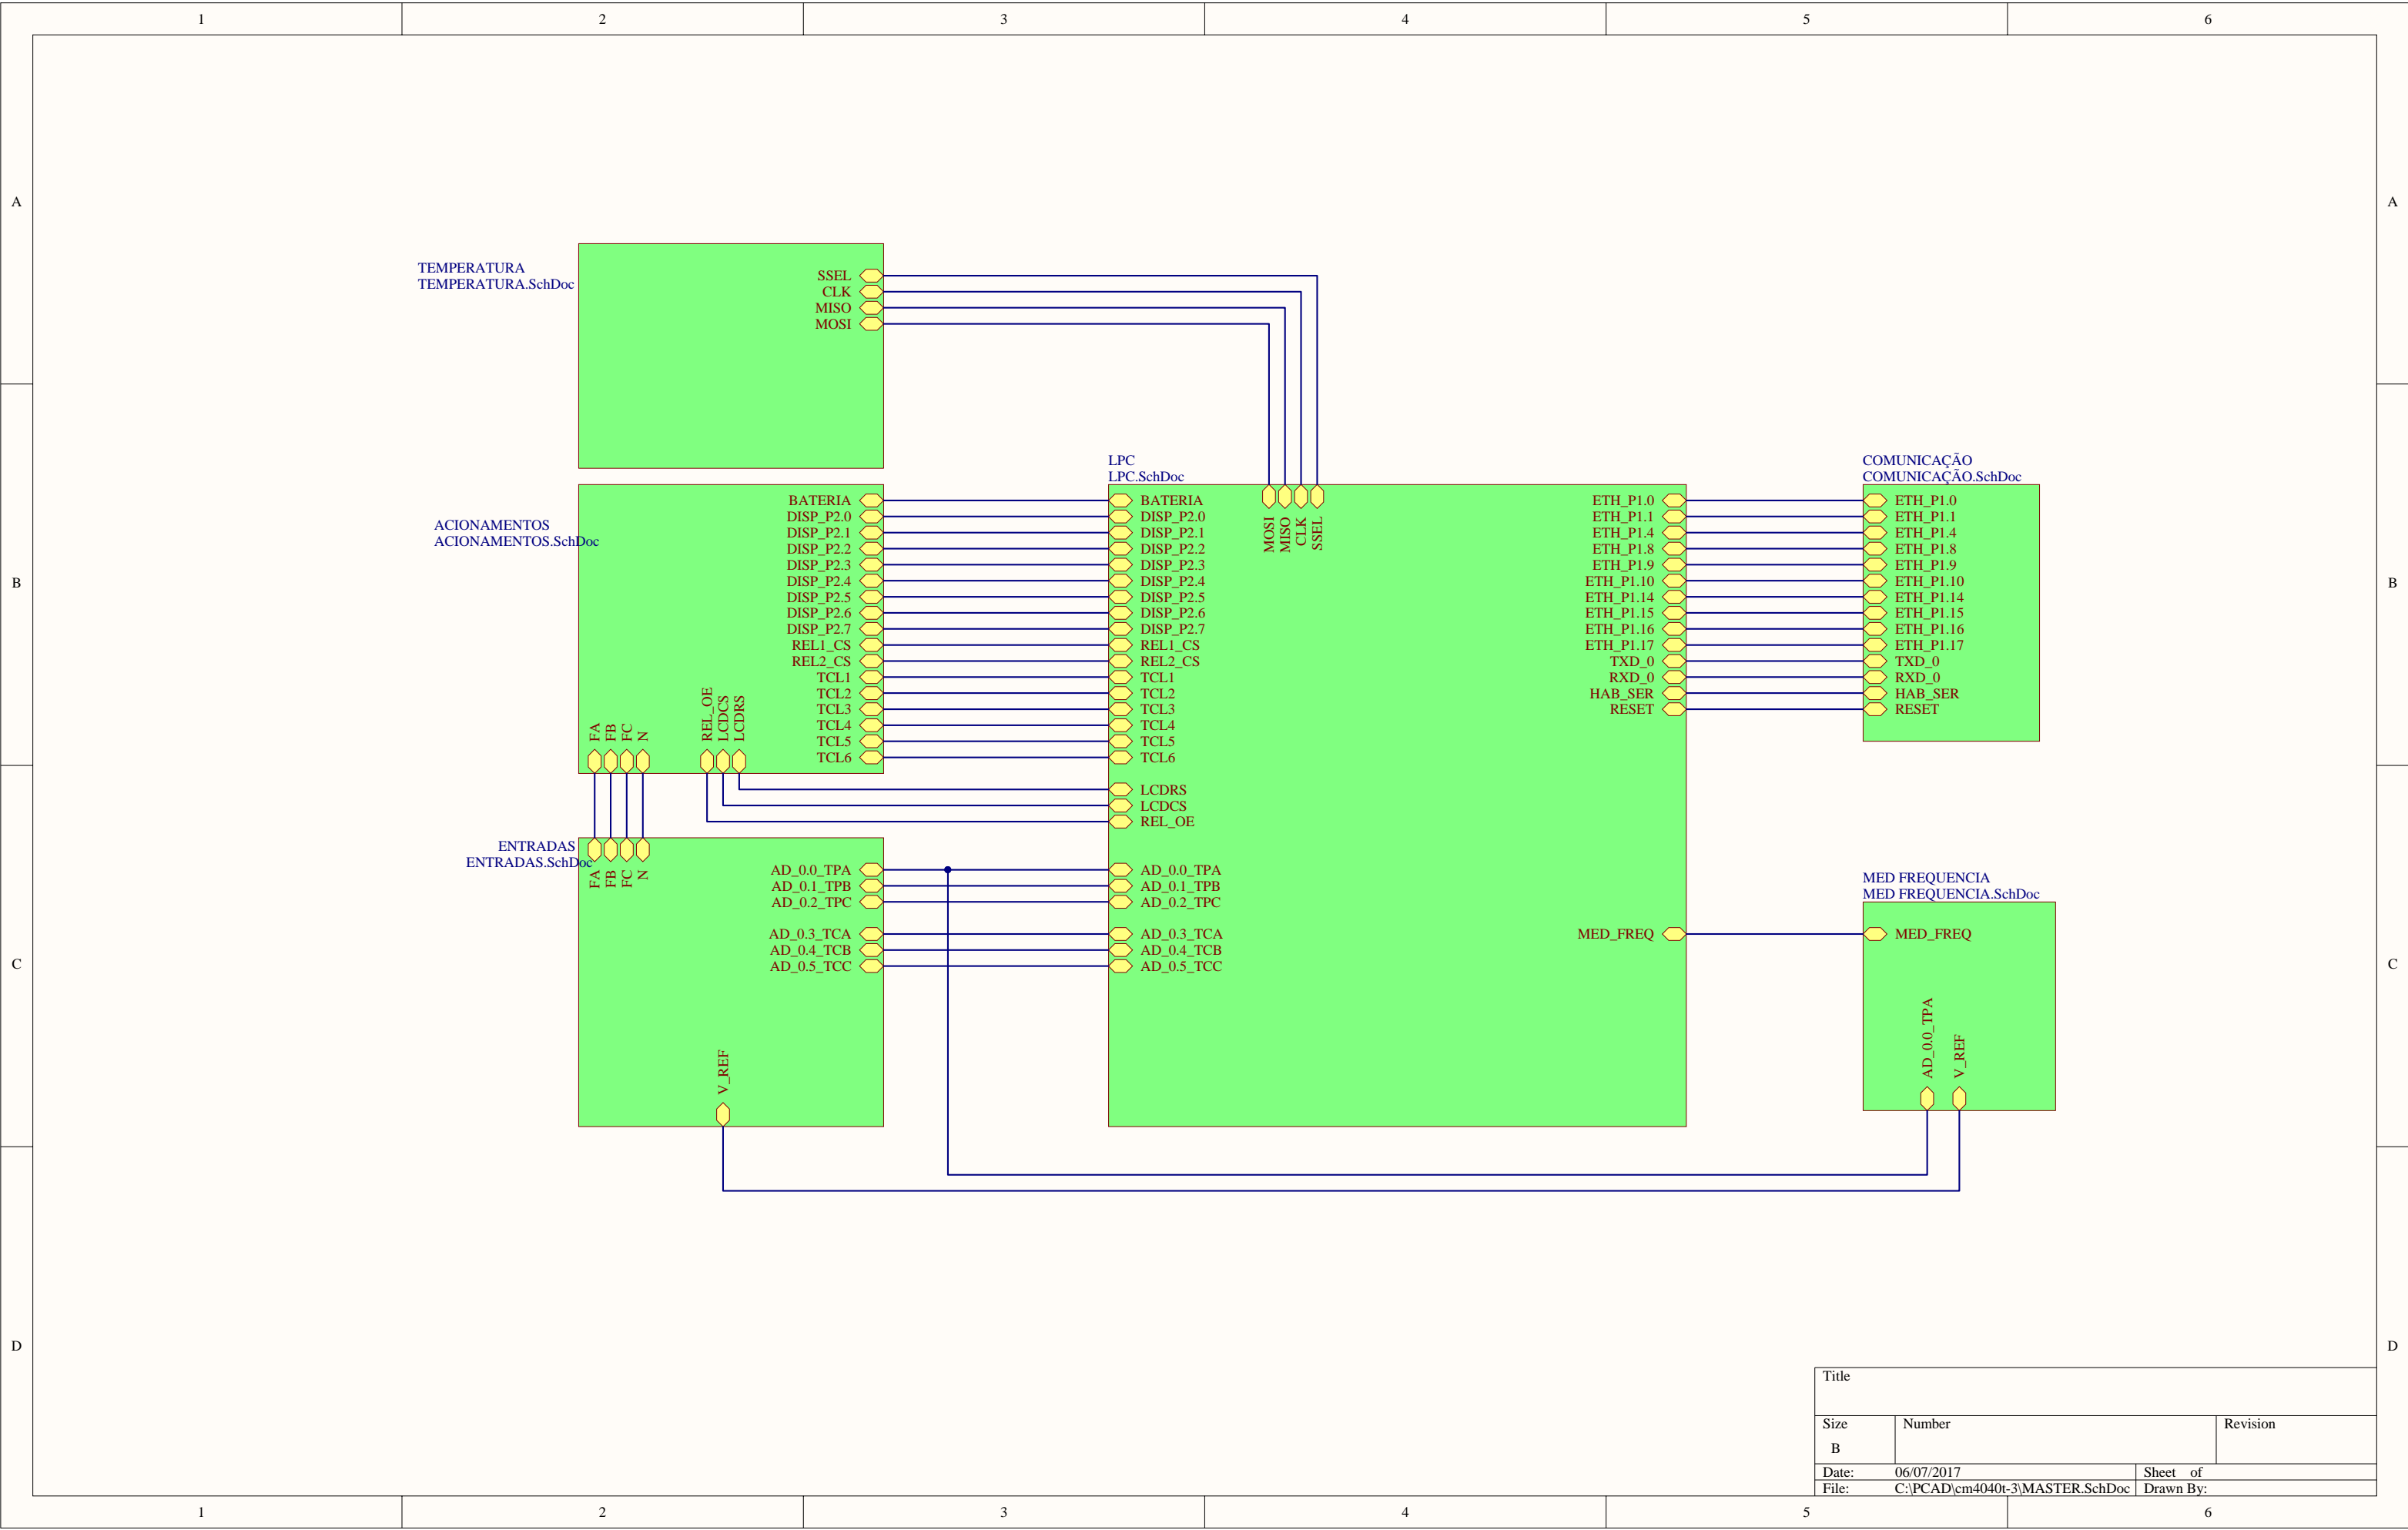 1 2 3 4 5 6
A A
TEMPERATURA
TEMPERATURA.SchDoc
SSEL
CLK
MISO
MOSI
B B
ACIONAMENTOS
ACIONAMENTOS.SchDoc
BATERIA
DISP_P2.0
DISP_P2.1
DISP_P2.2
DISP_P2.3
DISP_P2.4
DISP_P2.5
DISP_P2.6
DISP_P2.7
REL1_CS
REL2_CS
TCL1
TCL2
TCL3
TCL4
TCL5
TCL6
FA
FB
FC
N
REL_OE
LCDCS
LCDRS
LPC
LPC.SchDoc
MOSI
MISO
CLK
SSEL
BATERIA
DISP_P2.0
DISP_P2.1
DISP_P2.2
DISP_P2.3
DISP_P2.4
DISP_P2.5
DISP_P2.6
DISP_P2.7
REL1_CS
REL2_CS
TCL1
TCL2
TCL3
TCL4
TCL5
TCL6
LCDRS
LCDCS
REL_OE
AD_0.0_TPA
AD_0.1_TPB
AD_0.2_TPC
AD_0.3_TCA
AD_0.4_TCB
AD_0.5_TCC
ETH_P1.0
ETH_P1.1
ETH_P1.4
ETH_P1.8
ETH_P1.9
ETH_P1.10
ETH_P1.14
ETH_P1.15
ETH_P1.16
ETH_P1.17
TXD_0
RXD_0
HAB_SER
RESET
MED_FREQ
COMUNICAÇÃO
COMUNICAÇÃO.SchDoc
ETH_P1.0
ETH_P1.1
ETH_P1.4
ETH_P1.8
ETH_P1.9
ETH_P1.10
ETH_P1.14
ETH_P1.15
ETH_P1.16
ETH_P1.17
TXD_0
RXD_0
HAB_SER
RESET
C C
ENTRADAS
ENTRADAS.SchDoc
FA
FB
FC
N
AD_0.0_TPA
AD_0.1_TPB
AD_0.2_TPC
AD_0.3_TCA
AD_0.4_TCB
AD_0.5_TCC
V_REF
MED FREQUENCIA
MED FREQUENCIA.SchDoc
MED_FREQ
AD_0.0_TPA
V_REF
D D
Title
Size Number Revision
B
Date: 06/07/2017 Sheet of
File: C:\PCAD\cm4040t-3\MASTER.SchDoc Drawn By:
1 2 3 4 5 6